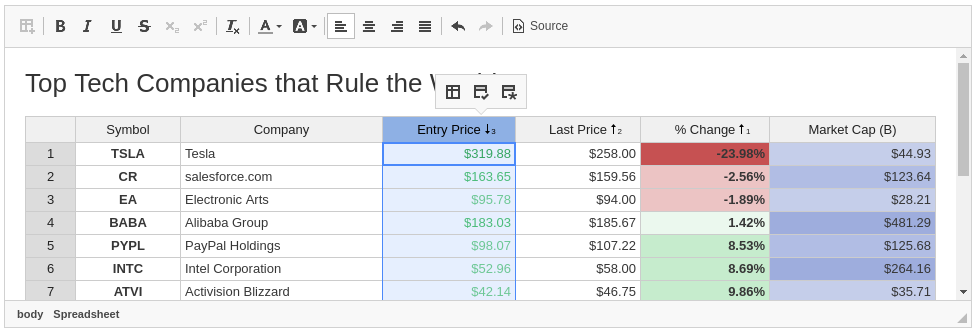 B I U S x₂ x² Tx A A Source
Top Tech Companies that Rule the
Symbol Company Entry Price ↓3 Last Price ↑2 % Change ↑1 Market Cap (B)
1 TSLA Tesla $319.88 $258.00 -23.98% $44.93
2 CR salesforce.com $163.65 $159.56 -2.56% $123.64
3 EA Electronic Arts $95.78 $94.00 -1.89% $28.21
4 BABA Alibaba Group $183.03 $185.67 1.42% $481.29
5 PYPL PayPal Holdings $98.07 $107.22 8.53% $125.68
6 INTC Intel Corporation $52.96 $58.00 8.69% $264.16
7 ATVI Activision Blizzard $42.14 $46.75 9.86% $35.71
body Spreadsheet